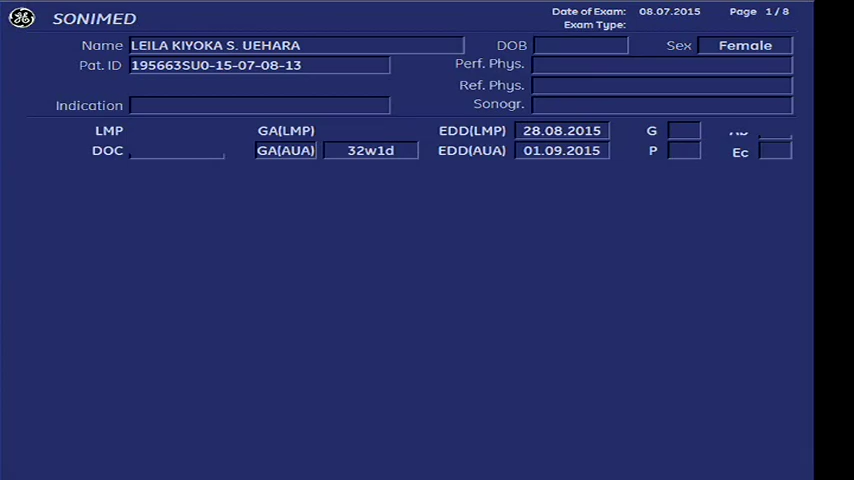 SONIMED
Date of Exam: 08.07.2015 Page 1 / 8
Exam Type:
Name LEILA KIYOKA S. UEHARA DOB Sex Female
Pat. ID 195663SU0-15-07-08-13 Perf. Phys.
Ref. Phys.
Indication Sonogr.
LMP GA(LMP) EDD(LMP) 28.08.2015 G
DOC GA(AUA) 32w1d EDD(AUA) 01.09.2015 P Ec